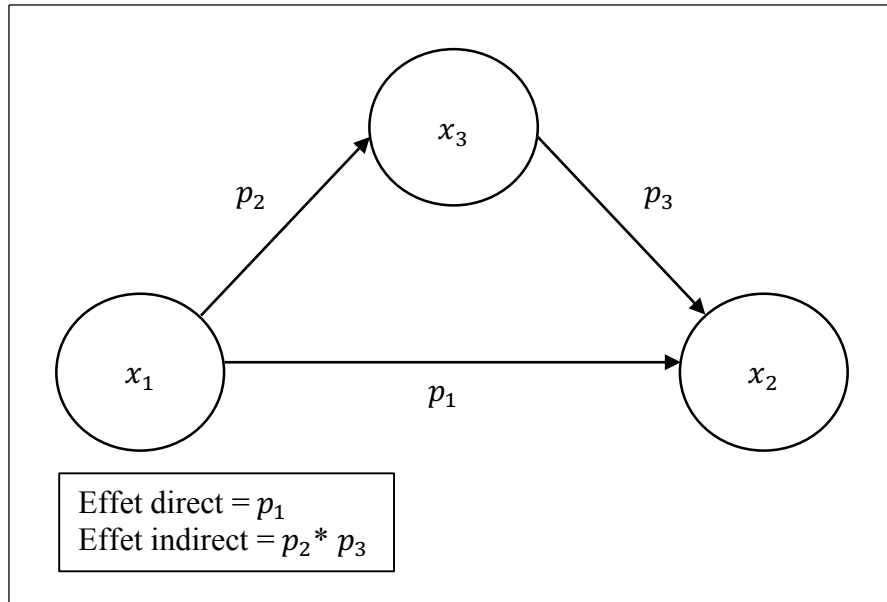 𝑥₃
𝑝₂
𝑝₃
𝑥₁
𝑥₂
𝑝₁
Effet direct = 𝑝₁
Effet indirect = 𝑝₂* 𝑝₃